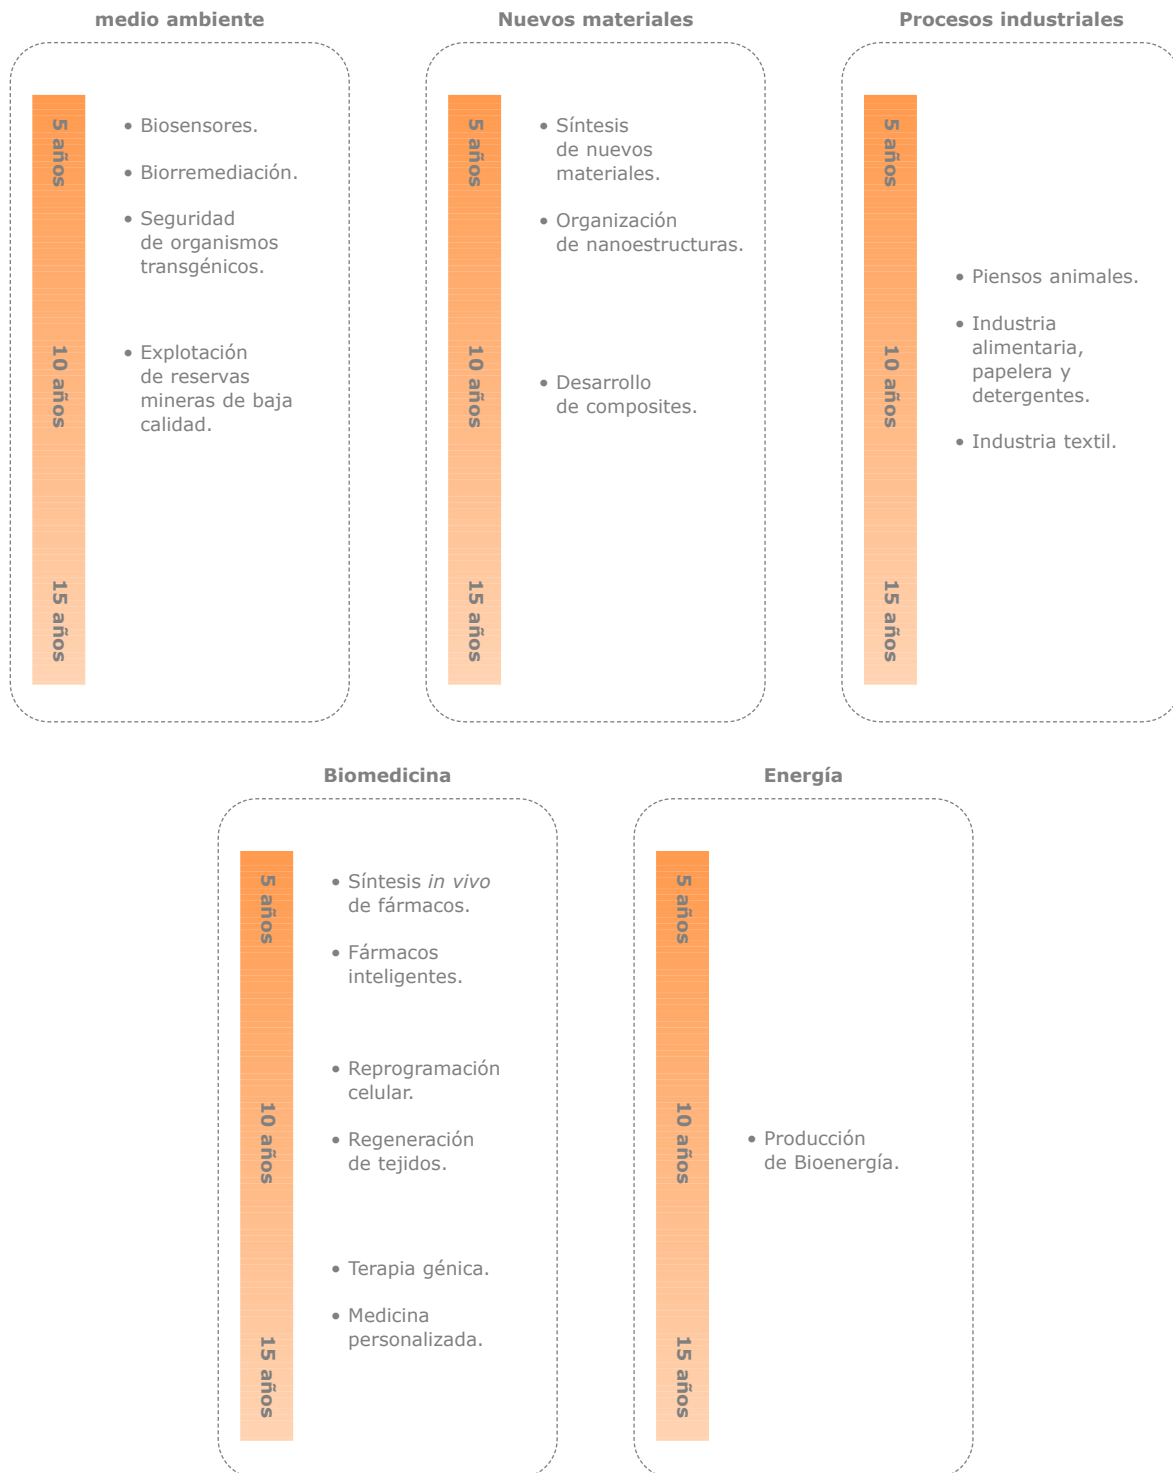 medio ambiente
5 años
10 años
15 años
• Biosensores.
• Biorremediación.
• Seguridad
de organismos
transgénicos.
• Explotación
de reservas
mineras de baja
calidad.
Nuevos materiales
5 años
10 años
15 años
• Síntesis
de nuevos
materiales.
• Organización
de nanoestructuras.
• Desarrollo
de composites.
Procesos industriales
5 años
10 años
15 años
• Piensos animales.
• Industria
alimentaria,
papelera y
detergentes.
• Industria textil.
Biomedicina
5 años
10 años
15 años
• Síntesis in vivo
de fármacos.
• Fármacos
inteligentes.
• Reprogramación
celular.
• Regeneración
de tejidos.
• Terapia génica.
• Medicina
personalizada.
Energía
5 años
10 años
15 años
• Producción
de Bioenergía.